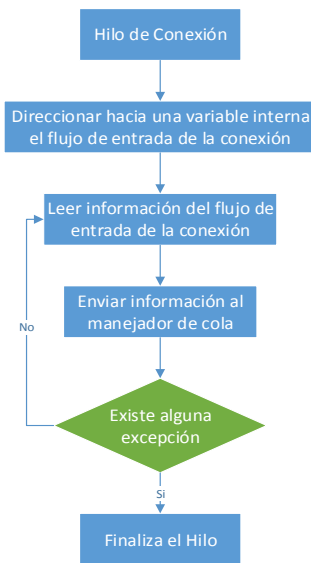 Hilo de Conexión
Direccionar hacia una variable interna
el flujo de entrada de la conexión
Leer información del flujo de
entrada de la conexión
Enviar información al
manejador de cola
No
Existe alguna
excepción
Si
Finaliza el Hilo